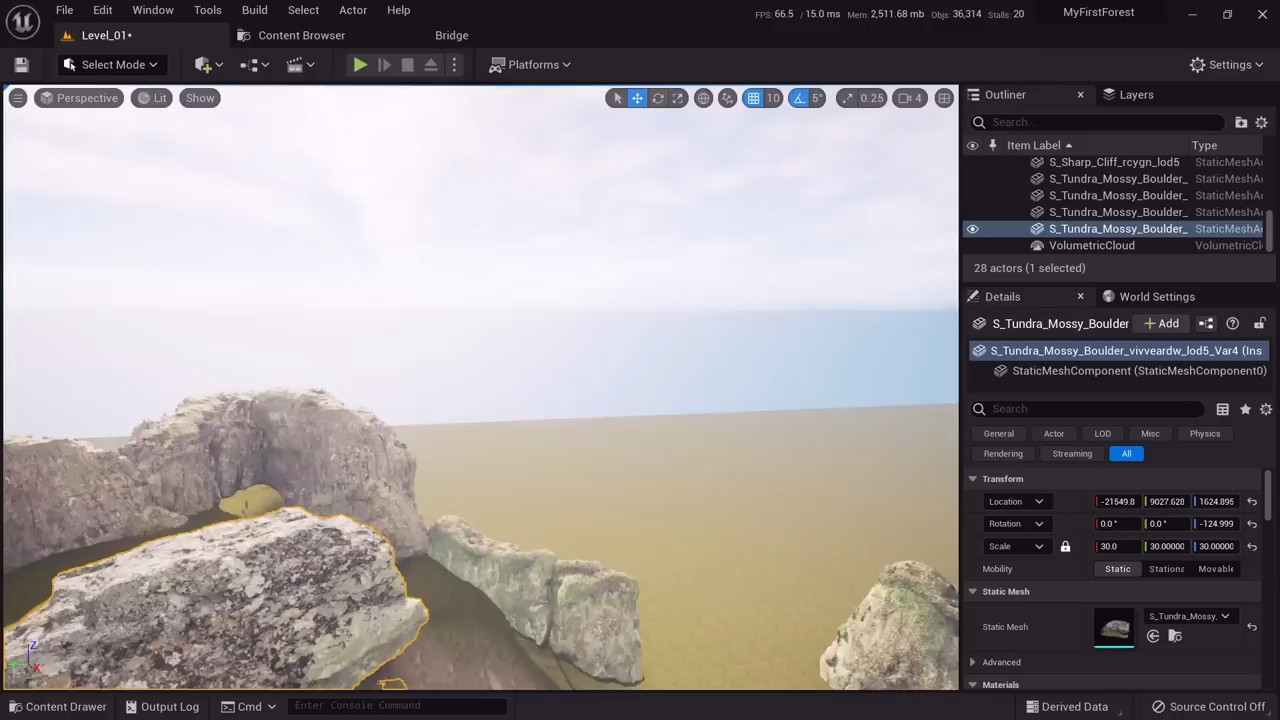 File Edit Window Tools Build Select Actor Help
FPS: 66.5 / 15.0 ms Mem: 2,511.68 mb Objs: 36,314 Stalls: 20
MyFirstForest
Level_01* Content Browser Bridge
Select Mode Platforms Settings
Perspective Lit Show 10 5° 0.25 4
Outliner Layers
Search...
Item Label Type
S_Sharp_Cliff_rcygn_lod5 StaticMeshA
S_Tundra_Mossy_Boulder_ StaticMeshA
S_Tundra_Mossy_Boulder_ StaticMeshA
S_Tundra_Mossy_Boulder_ StaticMeshA
S_Tundra_Mossy_Boulder_ StaticMeshA
VolumetricCloud VolumetricCl
28 actors (1 selected)
Details World Settings
S_Tundra_Mossy_Boulder + Add
S_Tundra_Mossy_Boulder_vivveardw_lod5_Var4 (Ins
StaticMeshComponent (StaticMeshComponent0)
Search
General Actor LOD Misc Physics
Rendering Streaming All
Transform
Location -21549.8 9027.628 1624.895
Rotation 0.0° 0.0° -124.999
Scale 30.0 30.00000 30.00000
Mobility Static Stationa Movable
Static Mesh
Static Mesh S_Tundra_Mossy_
Advanced
Materials
Z
X
Content Drawer Output Log Cmd Enter Console Command Derived Data Source Control Off